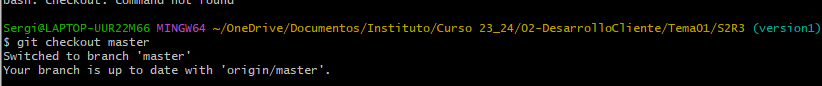 bash: checkout: command not found
Sergi@LAPTOP-UUR22M66 MINGW64 ~/OneDrive/Documentos/Instituto/Curso 23_24/02-DesarrolloCliente/Tema01/S2R3 (version1)
$ git checkout master
Switched to branch 'master'
Your branch is up to date with 'origin/master'.